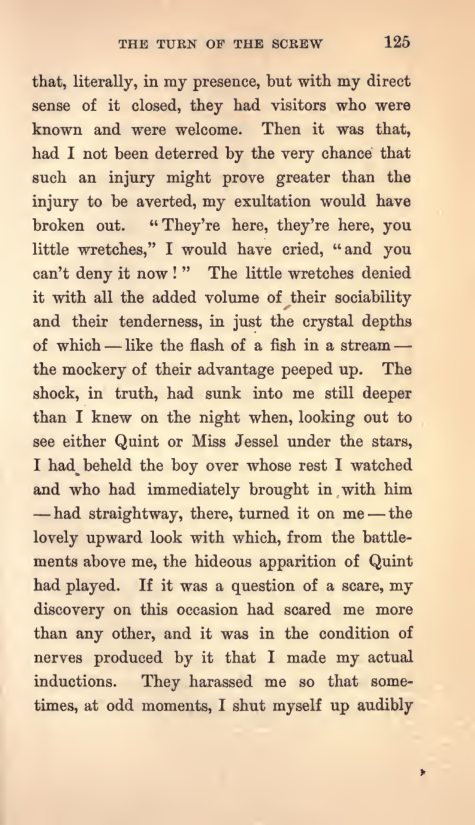 THE TURN OF THE SCREW 125
that, literally, in my presence, but with my direct
sense of it closed, they had visitors who were
known and were welcome. Then it was that,
had I not been deterred by the very chance that
such an injury might prove greater than the
injury to be averted, my exultation would have
broken out. “They're here, they're here, you
little wretches,” I would have cried, “and you
can't deny it now!” The little wretches denied
it with all the added volume of their sociability
and their tenderness, in just the crystal depths
of which — like the flash of a fish in a stream —
the mockery of their advantage peeped up. The
shock, in truth, had sunk into me still deeper
than I knew on the night when, looking out to
see either Quint or Miss Jessel under the stars,
I had beheld the boy over whose rest I watched
and who had immediately brought in with him
— had straightway, there, turned it on me — the
lovely upward look with which, from the battle-
ments above me, the hideous apparition of Quint
had played. If it was a question of a scare, my
discovery on this occasion had scared me more
than any other, and it was in the condition of
nerves produced by it that I made my actual
inductions. They harassed me so that some-
times, at odd moments, I shut myself up audibly